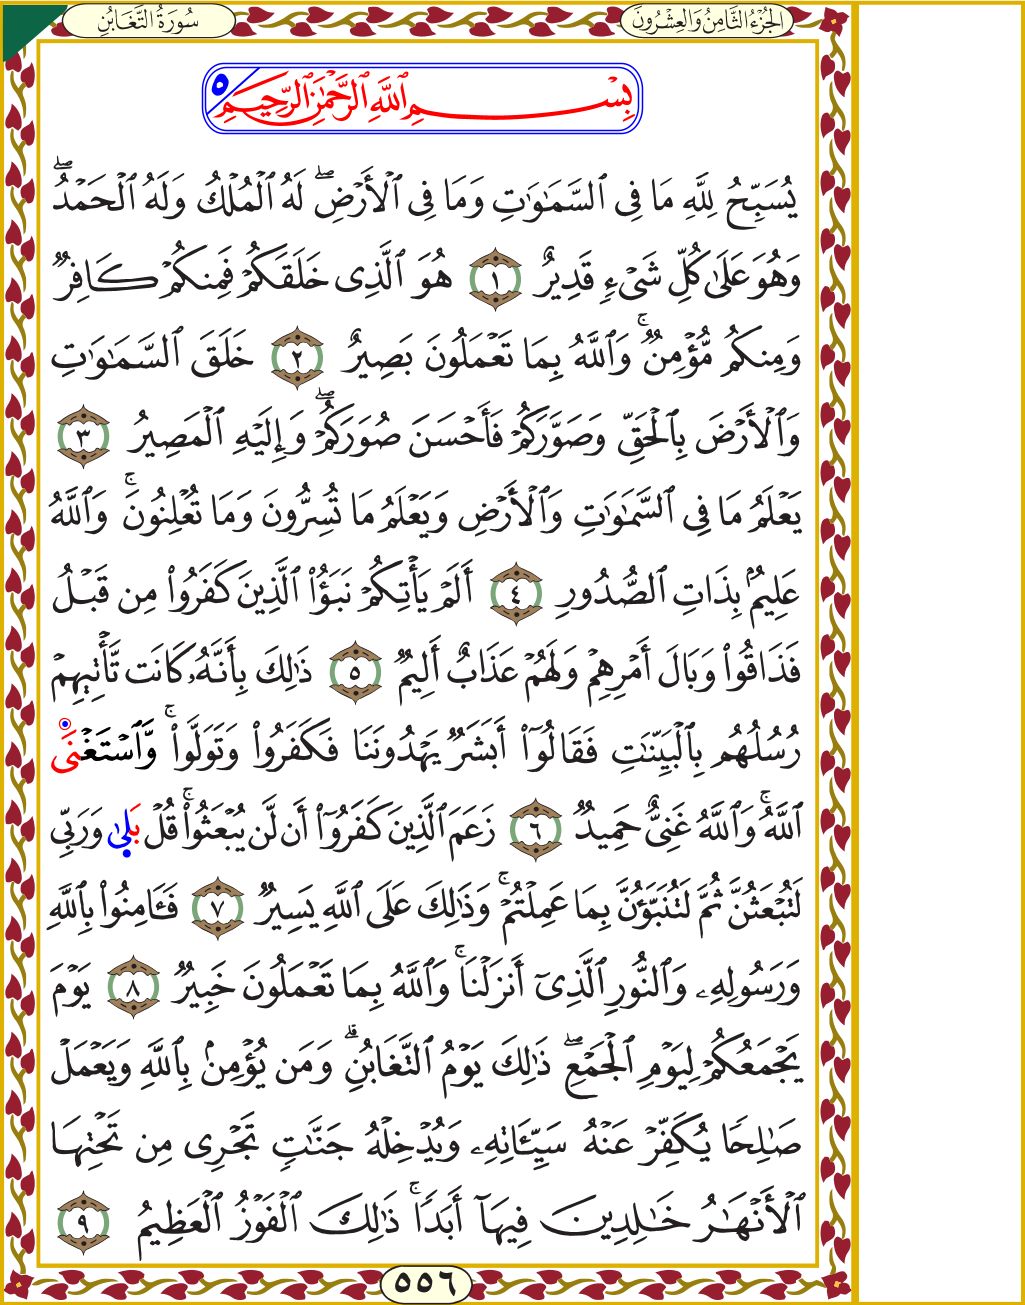 الجُزْءُ الثَّامِنُ وَالعِشْرُونَ
سُورَةُ التَّغَابُنِ
بِسْمِ ٱللَّهِ ٱلرَّحْمَٰنِ ٱلرَّحِيمِ ٥
يُسَبِّحُ لِلَّهِ مَا فِى ٱلسَّمَٰوَٰتِ وَمَا فِى ٱلْأَرْضِۖ لَهُ ٱلْمُلْكُ وَلَهُ ٱلْحَمْدُۖ
وَهُوَ عَلَىٰ كُلِّ شَىْءٍ قَدِيرٌ ١ هُوَ ٱلَّذِى خَلَقَكُمْ فَمِنكُمْ كَافِرٌ
وَمِنكُم مُّؤْمِنٌۚ وَٱللَّهُ بِمَا تَعْمَلُونَ بَصِيرٌ ٢ خَلَقَ ٱلسَّمَٰوَٰتِ
وَٱلْأَرْضَ بِٱلْحَقِّ وَصَوَّرَكُمْ فَأَحْسَنَ صُوَرَكُمْۖ وَإِلَيْهِ ٱلْمَصِيرُ ٣
يَعْلَمُ مَا فِى ٱلسَّمَٰوَٰتِ وَٱلْأَرْضِ وَيَعْلَمُ مَا تُسِرُّونَ وَمَا تُعْلِنُونَۚ وَٱللَّهُ
عَلِيمٌۢ بِذَاتِ ٱلصُّدُورِ ٤ أَلَمْ يَأْتِكُمْ نَبَؤُا۟ ٱلَّذِينَ كَفَرُوا۟ مِن قَبْلُ
فَذَاقُوا۟ وَبَالَ أَمْرِهِمْ وَلَهُمْ عَذَابٌ أَلِيمٌ ٥ ذَٰلِكَ بِأَنَّهُۥ كَانَت تَّأْتِيهِمْ
رُسُلُهُم بِٱلْبَيِّنَٰتِ فَقَالُوٓا۟ أَبَشَرٌ يَهْدُونَنَا فَكَفَرُوا۟ وَتَوَلَّوا۟ۚ وَّٱسْتَغْنَى
ٱللَّهُۚ وَٱللَّهُ غَنِىٌّ حَمِيدٌ ٦ زَعَمَ ٱلَّذِينَ كَفَرُوٓا۟ أَن لَّن يُبْعَثُوا۟ۚ قُلْ بَلَىٰ وَرَبِّى
لَتُبْعَثُنَّ ثُمَّ لَتُنَبَّؤُنَّ بِمَا عَمِلْتُمْۚ وَذَٰلِكَ عَلَى ٱللَّهِ يَسِيرٌ ٧ فَـَٔامِنُوا۟ بِٱللَّهِ
وَرَسُولِهِۦ وَٱلنُّورِ ٱلَّذِىٓ أَنزَلْنَاۚ وَٱللَّهُ بِمَا تَعْمَلُونَ خَبِيرٌ ٨ يَوْمَ
يَجْمَعُكُمْ لِيَوْمِ ٱلْجَمْعِۖ ذَٰلِكَ يَوْمُ ٱلتَّغَابُنِۗ وَمَن يُؤْمِنۢ بِٱللَّهِ وَيَعْمَلْ
صَٰلِحًا يُكَفِّرْ عَنْهُ سَيِّـَٔاتِهِۦ وَيُدْخِلْهُ جَنَّٰتٍ تَجْرِى مِن تَحْتِهَا
ٱلْأَنْهَٰرُ خَٰلِدِينَ فِيهَآ أَبَدًاۚ ذَٰلِكَ ٱلْفَوْزُ ٱلْعَظِيمُ ٩
٥٥٦